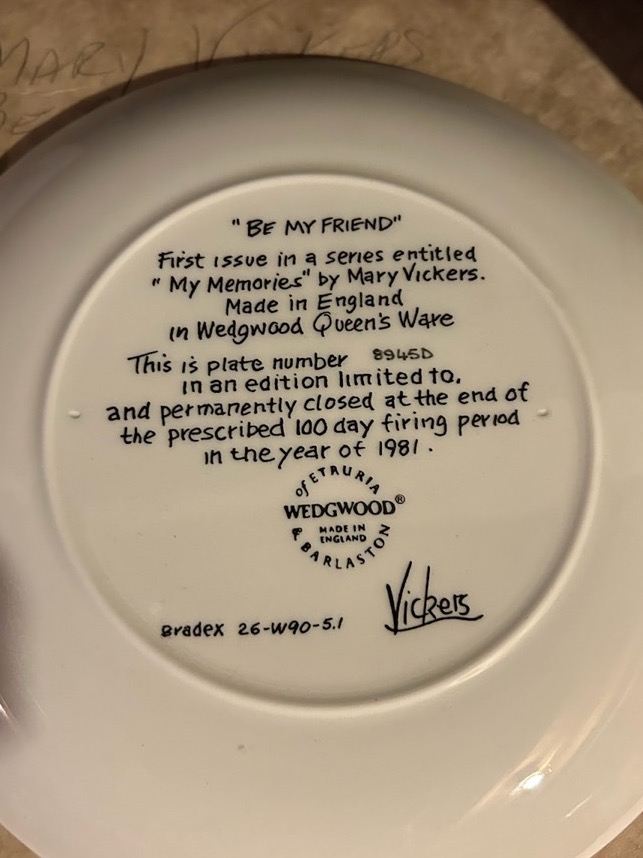 MARY VICKERS
BE
"BE MY FRIEND"
First issue in a series entitled
"My Memories" by Mary Vickers.
Made in England
in Wedgwood Queen's Ware
This is plate number 8945D
in an edition limited to,
and permanently closed at the end of
the prescribed 100 day firing period
in the year of 1981.
of ETRURIA
WEDGWOOD®
MADE IN
ENGLAND
& BARLASTON
Vickers
Bradex 26-W90-5.1